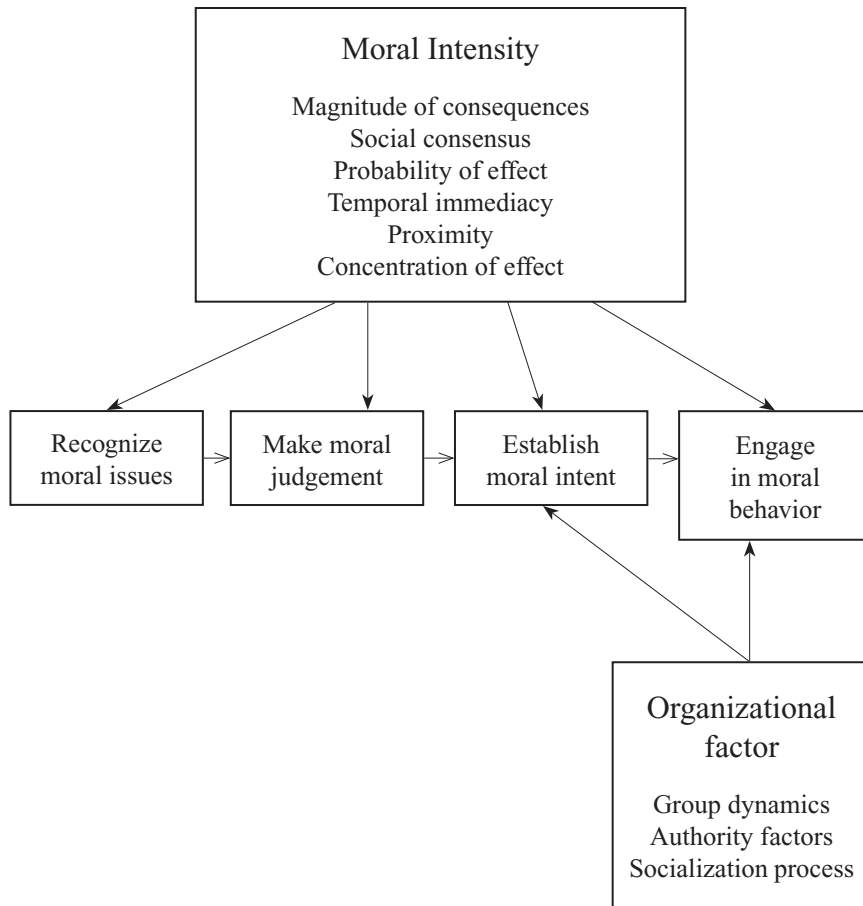 Moral Intensity
Magnitude of consequences
Social consensus
Probability of effect
Temporal immediacy
Proximity
Concentration of effect
Recognize
moral issues
Make moral
judgement
Establish
moral intent
Engage
in moral
behavior
Organizational
factor
Group dynamics
Authority factors
Socialization process